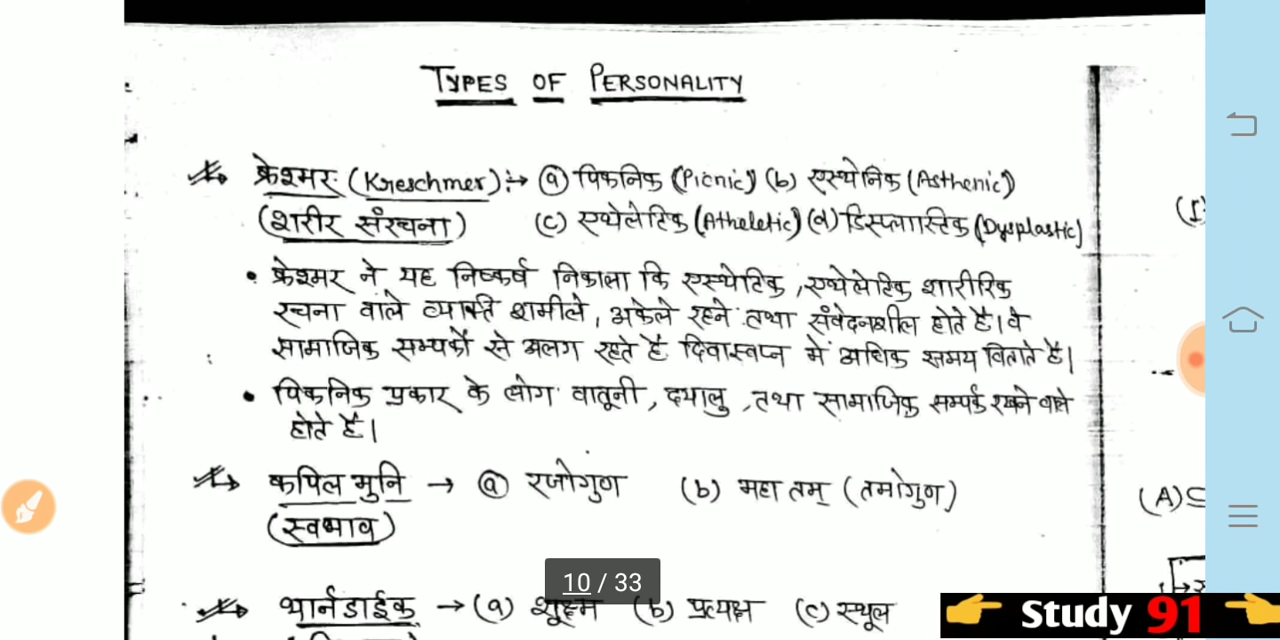 TYPES OF PERSONALITY
क्रेश्मर (Kreschmer) :→ (a) पिकनिक (Picnic) (b) एस्थेनिक (Asthenic)
(शरीर संरचना) (c) एथेलेटिक (Atheletic) (d) डिस्प्लास्टिक (Dysplastic)
• क्रेश्मर ने यह निष्कर्ष निकाला कि एस्थेटिक, एथेलेटिक शारीरिक
रचना वाले व्यक्ति शर्मीले, अकेले रहने तथा संवेदनशील होते है। वे
सामाजिक सम्पर्कों से अलग रहते है दिवास्वप्न में अधिक समय विताते है।
• पिकनिक प्रकार के लोग वातूनी, दयालु, तथा सामाजिक सम्पर्क रखने वाले
होते है।
कपिल मुनि → (a) रजोगुण (b) महा तम् (तमोगुण)
(स्वभाव)
10 / 33
थार्नडाईक → (a) शूक्ष्म (b) प्रत्यक्ष (c) स्थूल
(I)
(A)
Study 91